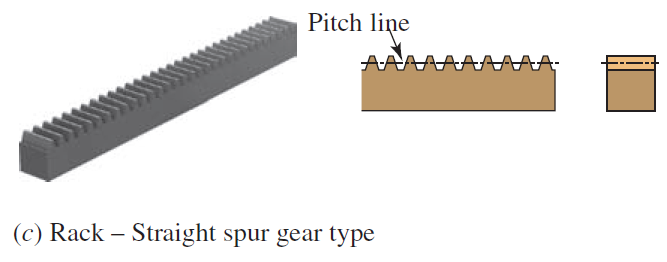 Pitch line
(c) Rack – Straight spur gear type